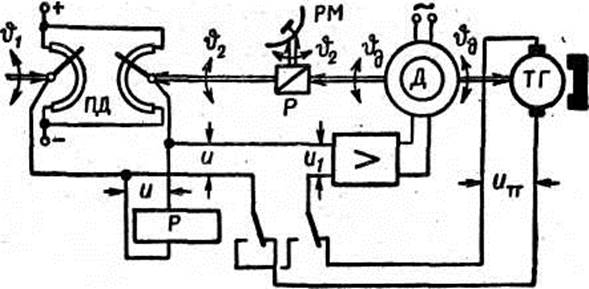 +
ϑ₁
ПД
−
ϑ₂
РМ
ϑ₂
Р
ϑд
~
Д
ϑд
ТГ
u
u₁
>
uтг
u
Р